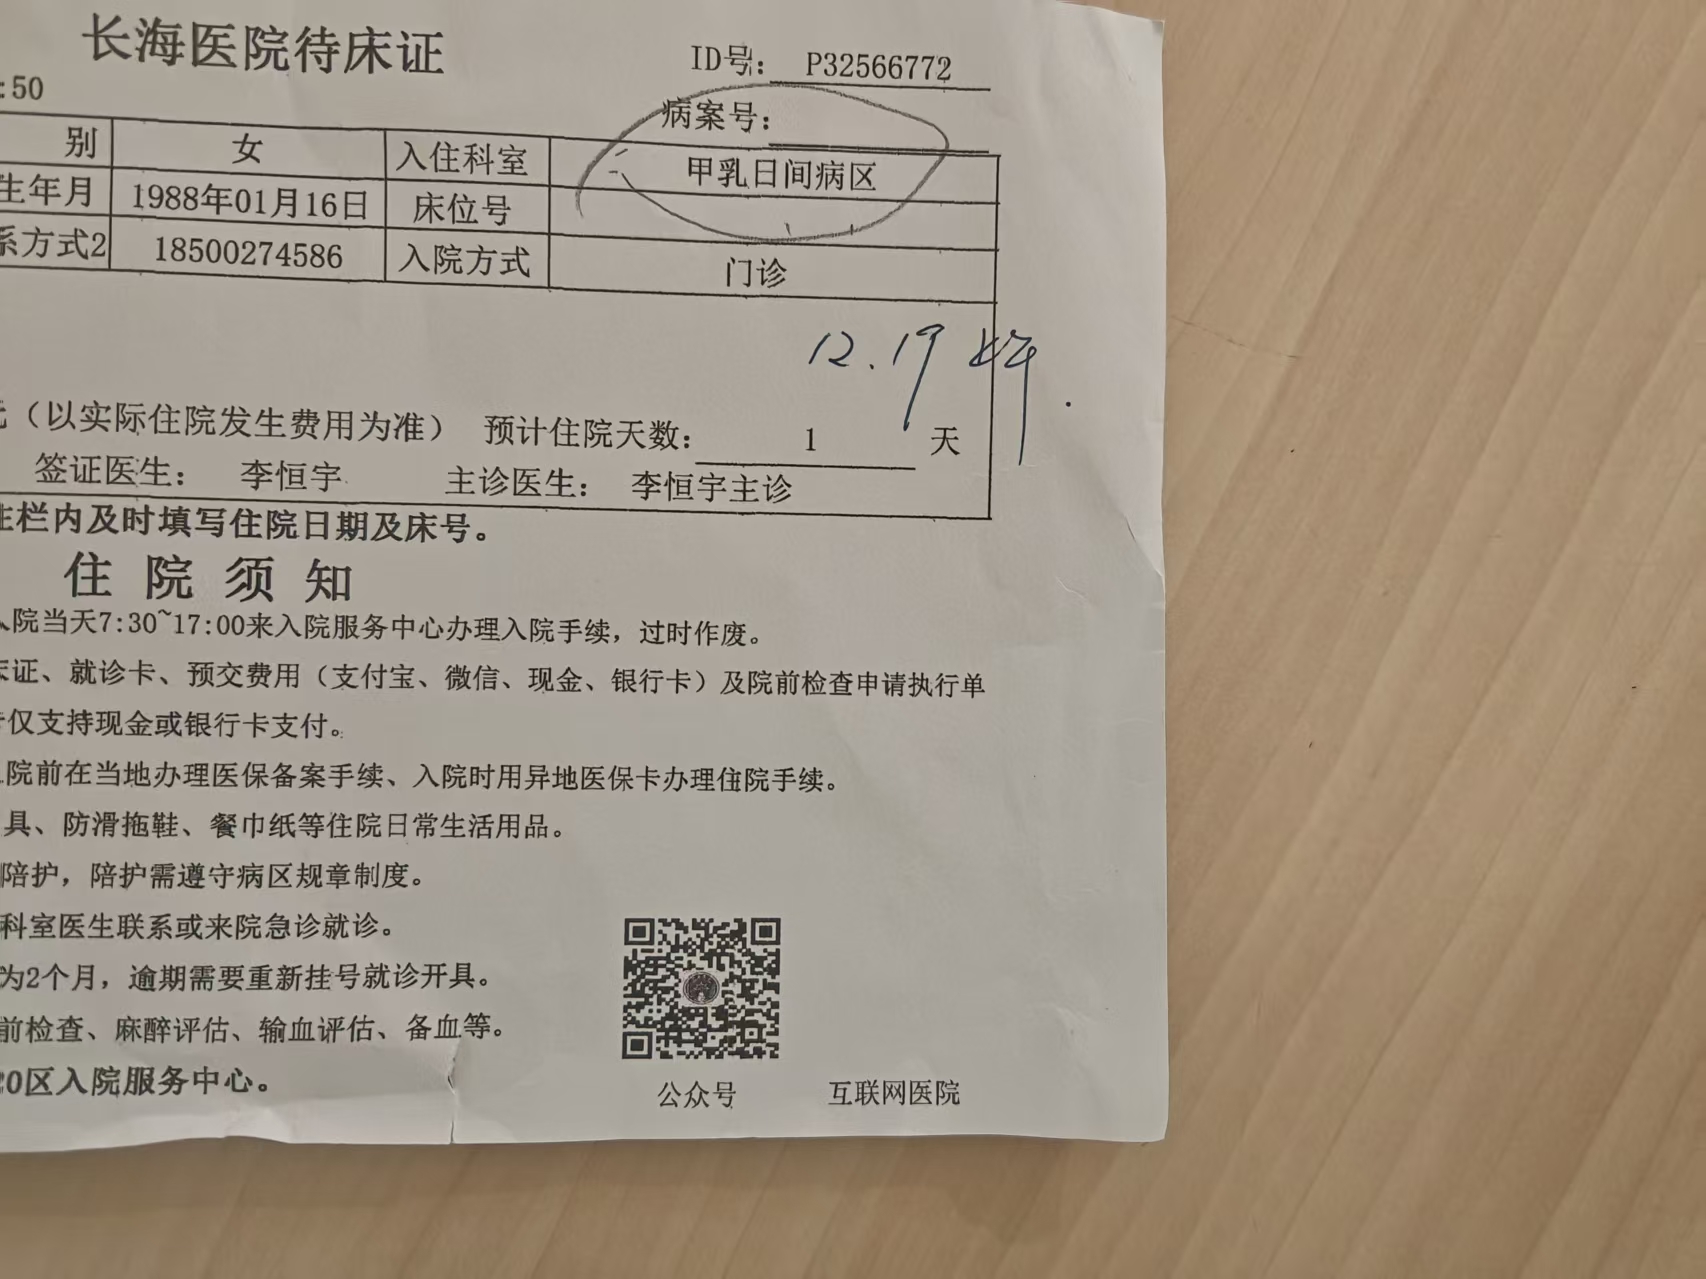 长海医院待床证
ID号: P32566772
:50
病案号:
别 女 入住科室 甲乳日间病区
生年月 1988年01月16日 床位号
系方式2 18500274586 入院方式 门诊
12.19
元（以实际住院发生费用为准） 预计住院天数: 1 天
签证医生: 李恒宇 主诊医生: 李恒宇主诊
注栏内及时填写住院日期及床号。
住院须知
入院当天7:30~17:00来入院服务中心办理入院手续，过时作废。
床证、就诊卡、预交费用（支付宝、微信、现金、银行卡）及院前检查申请执行单
仅支持现金或银行卡支付。
院前在当地办理医保备案手续、入院时用异地医保卡办理住院手续。
具、防滑拖鞋、餐巾纸等住院日常生活用品。
陪护，陪护需遵守病区规章制度。
科室医生联系或来院急诊就诊。
为2个月，逾期需要重新挂号就诊开具。
前检查、麻醉评估、输血评估、备血等。
20区入院服务中心。
公众号 互联网医院